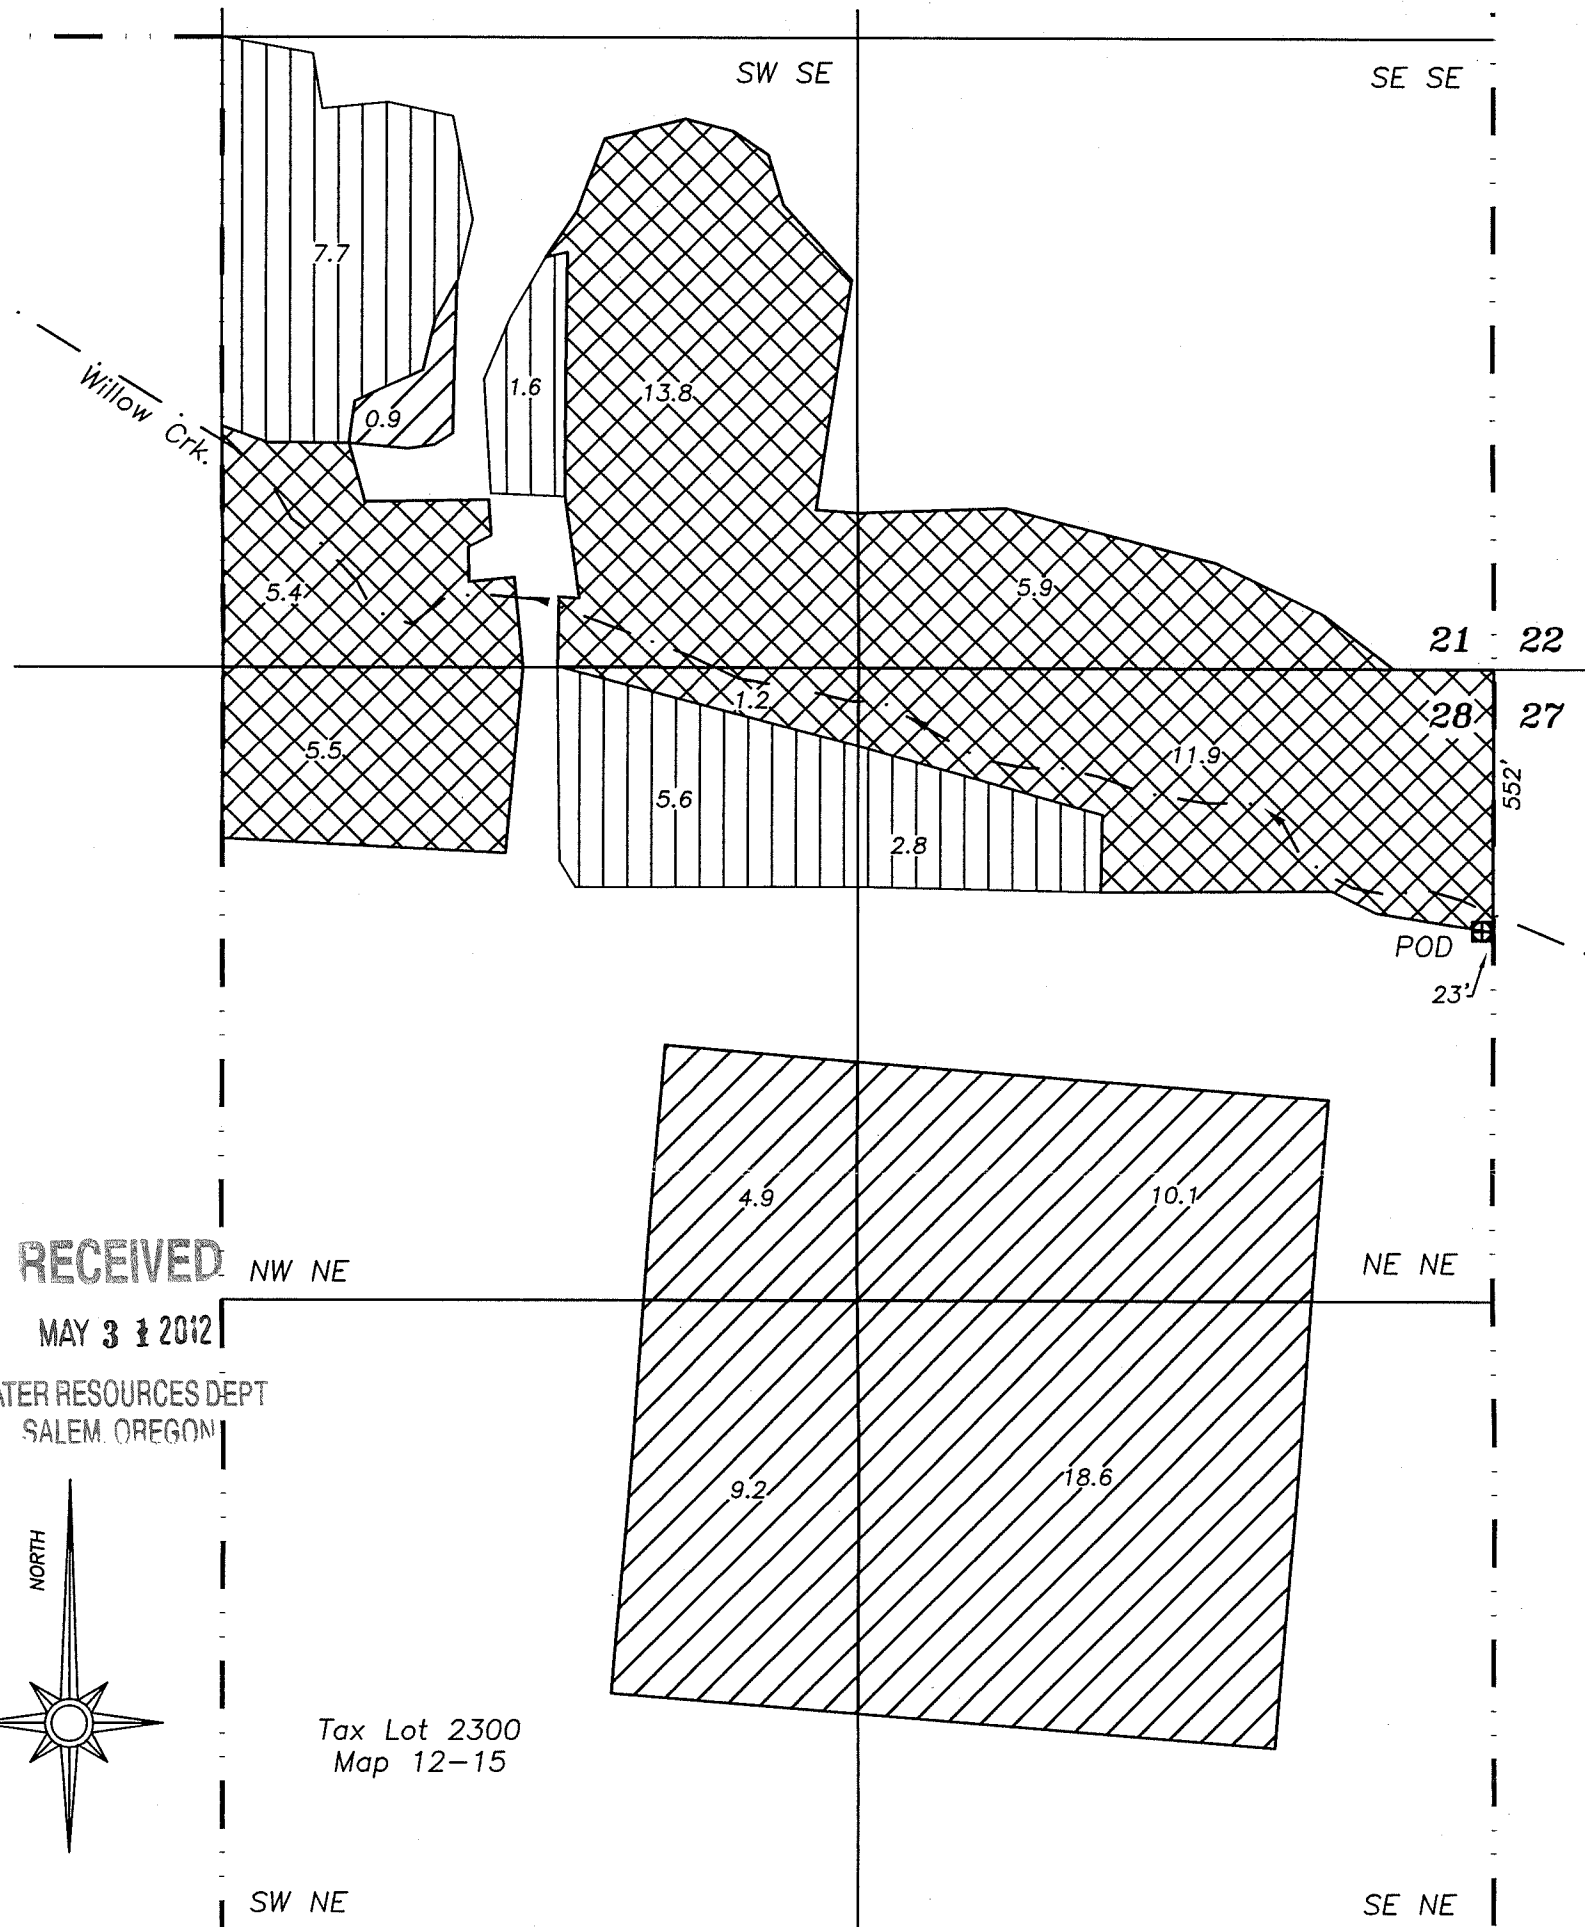 SW SE
SE SE
7.7
Willow Crk.
1.6
13.8
0.9
5.4
5.9
21 22
1.2
28 27
5.5
11.9
552'
5.6
2.8
POD
23'
4.9
10.1
RECEIVED
NW NE
NE NE
MAY 3 1 2012
ATER RESOURCES DEPT
SALEM, OREGON
9.2
18.6
NORTH
Tax Lot 2300
Map 12-15
SW NE
SE NE